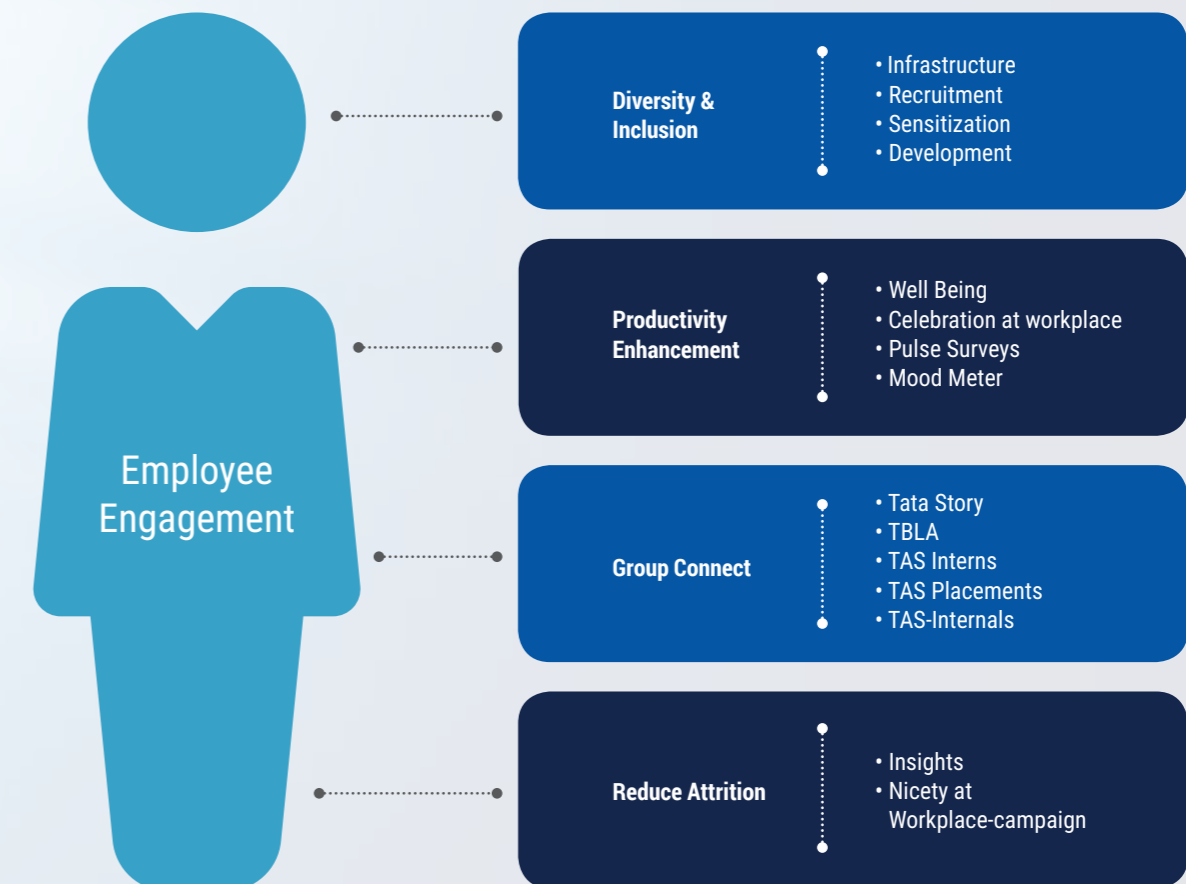 Employee
Engagement
Diversity &
Inclusion
• Infrastructure
• Recruitment
• Sensitization
• Development
Productivity
Enhancement
• Well Being
• Celebration at workplace
• Pulse Surveys
• Mood Meter
Group Connect
• Tata Story
• TBLA
• TAS Interns
• TAS Placements
• TAS-Internals
Reduce Attrition
• Insights
• Nicety at
Workplace-campaign